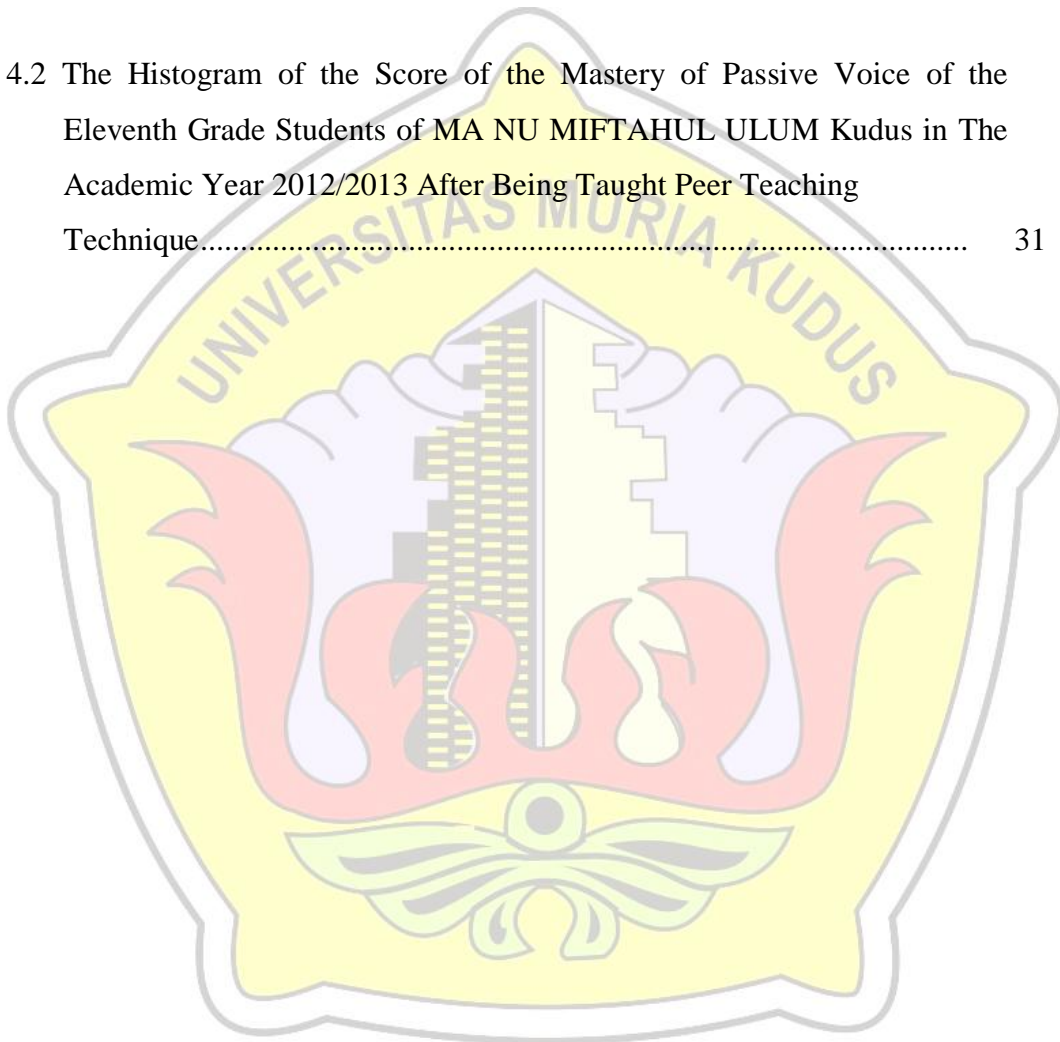 4.2 The Histogram of the Score of the Mastery of Passive Voice of the
Eleventh Grade Students of MA NU MIFTAHUL ULUM Kudus in The
Academic Year 2012/2013 After Being Taught Peer Teaching
Technique................................................................................................ 31
UNIVERSITAS MURIA KUDUS